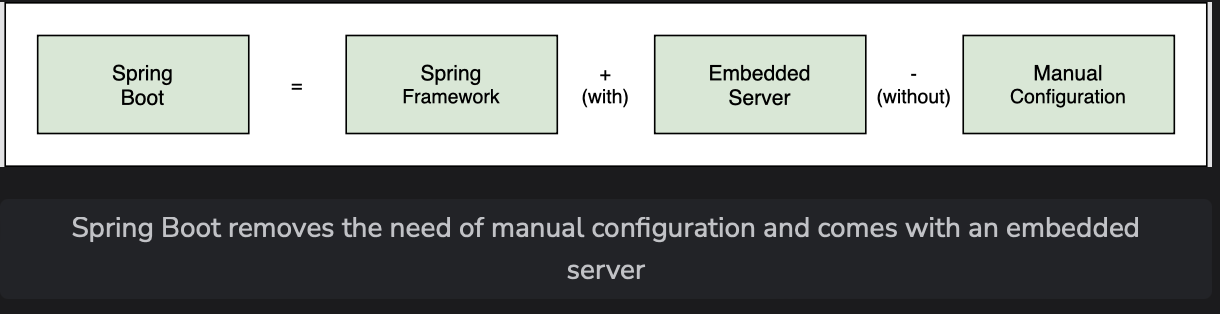 Spring
Boot
=
Spring
Framework
+
(with)
Embedded
Server
-
(without)
Manual
Configuration
Spring Boot removes the need of manual configuration and comes with an embedded
server